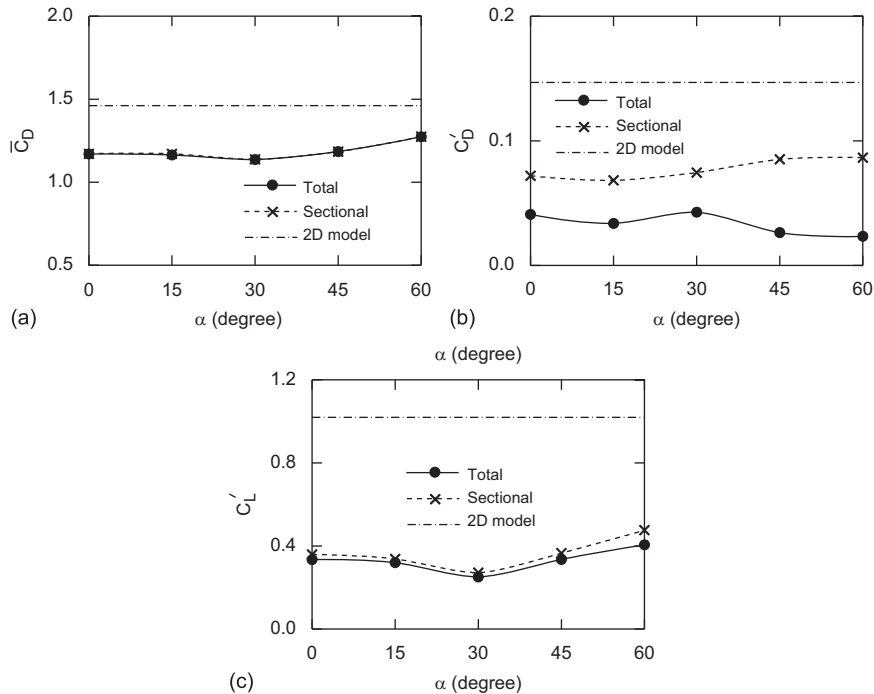 2.0
1.5
1.0
0.5
C̅D
Total
Sectional
2D model
0 15 30 45 60
(a)
α (degree)
0.2
0.1
0.0
C′D
Total
Sectional
2D model
0 15 30 45 60
(b)
α (degree)
α (degree)
1.2
0.8
0.4
0.0
C′L
Total
Sectional
2D model
0 15 30 45 60
(c)
α (degree)